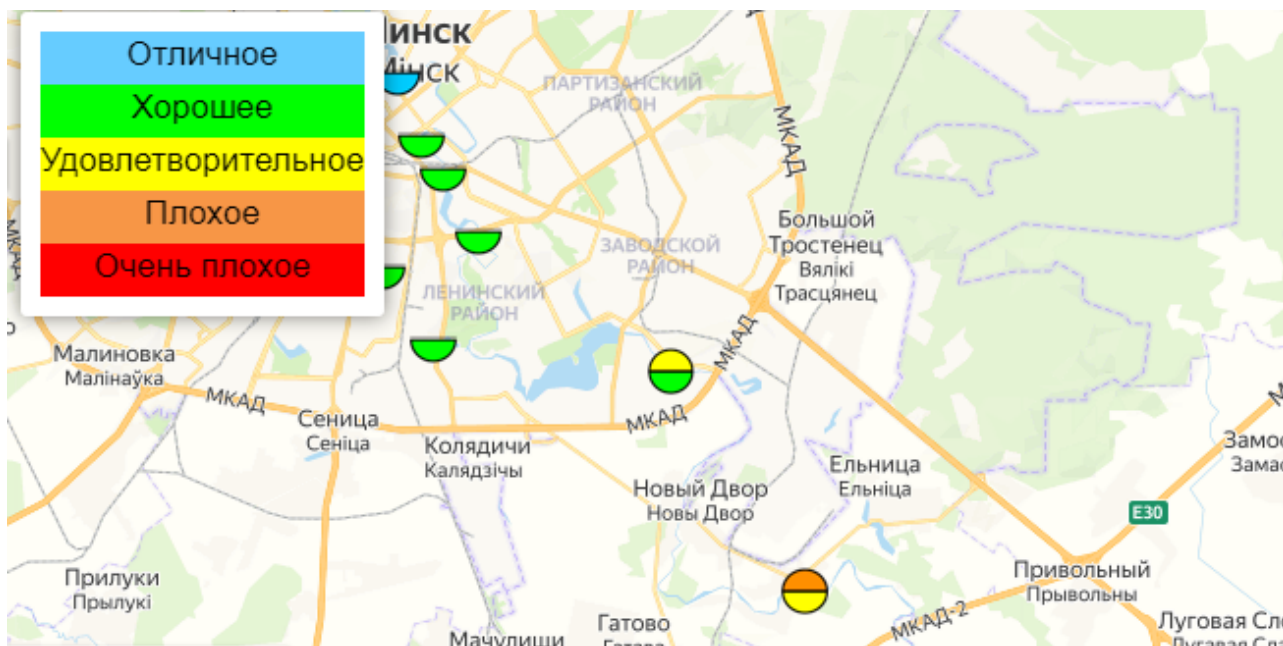 Отличное
Хорошее
Удовлетворительное
Плохое
Очень плохое
Минск
Мінск
ПАРТИЗАНСКИЙ
РАЙОН
МКАД
МКАД
Большой
Тростенец
Вялікі
Трасцянец
ЗАВОДСКОЙ
РАЙОН
ЛЕНИНСКИЙ
РАЙОН
МКАД
Малиновка
Малінаўка
МКАД
Сеница
Сеніца
МКАД
Колядичи
Калядзічы
Ельница
Ельніца
Новый Двор
Новы Двор
E30
Привольный
Прывольны
Прилуки
Прылукі
Гатово
МКАД-2
Мачулищи